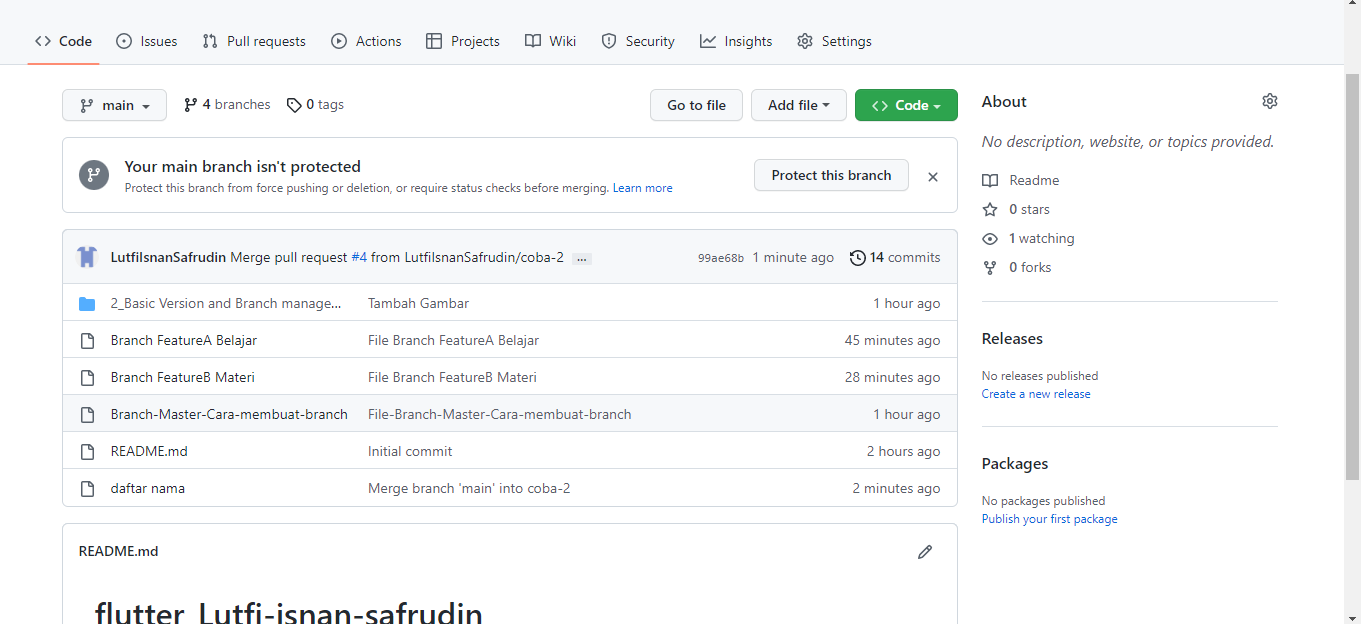 Code Issues Pull requests Actions Projects Wiki Security Insights Settings
main 4 branches 0 tags Go to file Add file Code
Your main branch isn't protected
Protect this branch from force pushing or deletion, or require status checks before merging. Learn more
Protect this branch
LutfiIsnanSafrudin Merge pull request #4 from LutfiIsnanSafrudin/coba-2 ... 99ae68b 1 minute ago 14 commits
2_Basic Version and Branch manage... Tambah Gambar 1 hour ago
Branch FeatureA Belajar File Branch FeatureA Belajar 45 minutes ago
Branch FeatureB Materi File Branch FeatureB Materi 28 minutes ago
Branch-Master-Cara-membuat-branch File-Branch-Master-Cara-membuat-branch 1 hour ago
README.md Initial commit 2 hours ago
daftar nama Merge branch 'main' into coba-2 2 minutes ago
README.md
flutter_Lutfi-isnan-safrudin
About
No description, website, or topics provided.
Readme
0 stars
1 watching
0 forks
Releases
No releases published
Create a new release
Packages
No packages published
Publish your first package